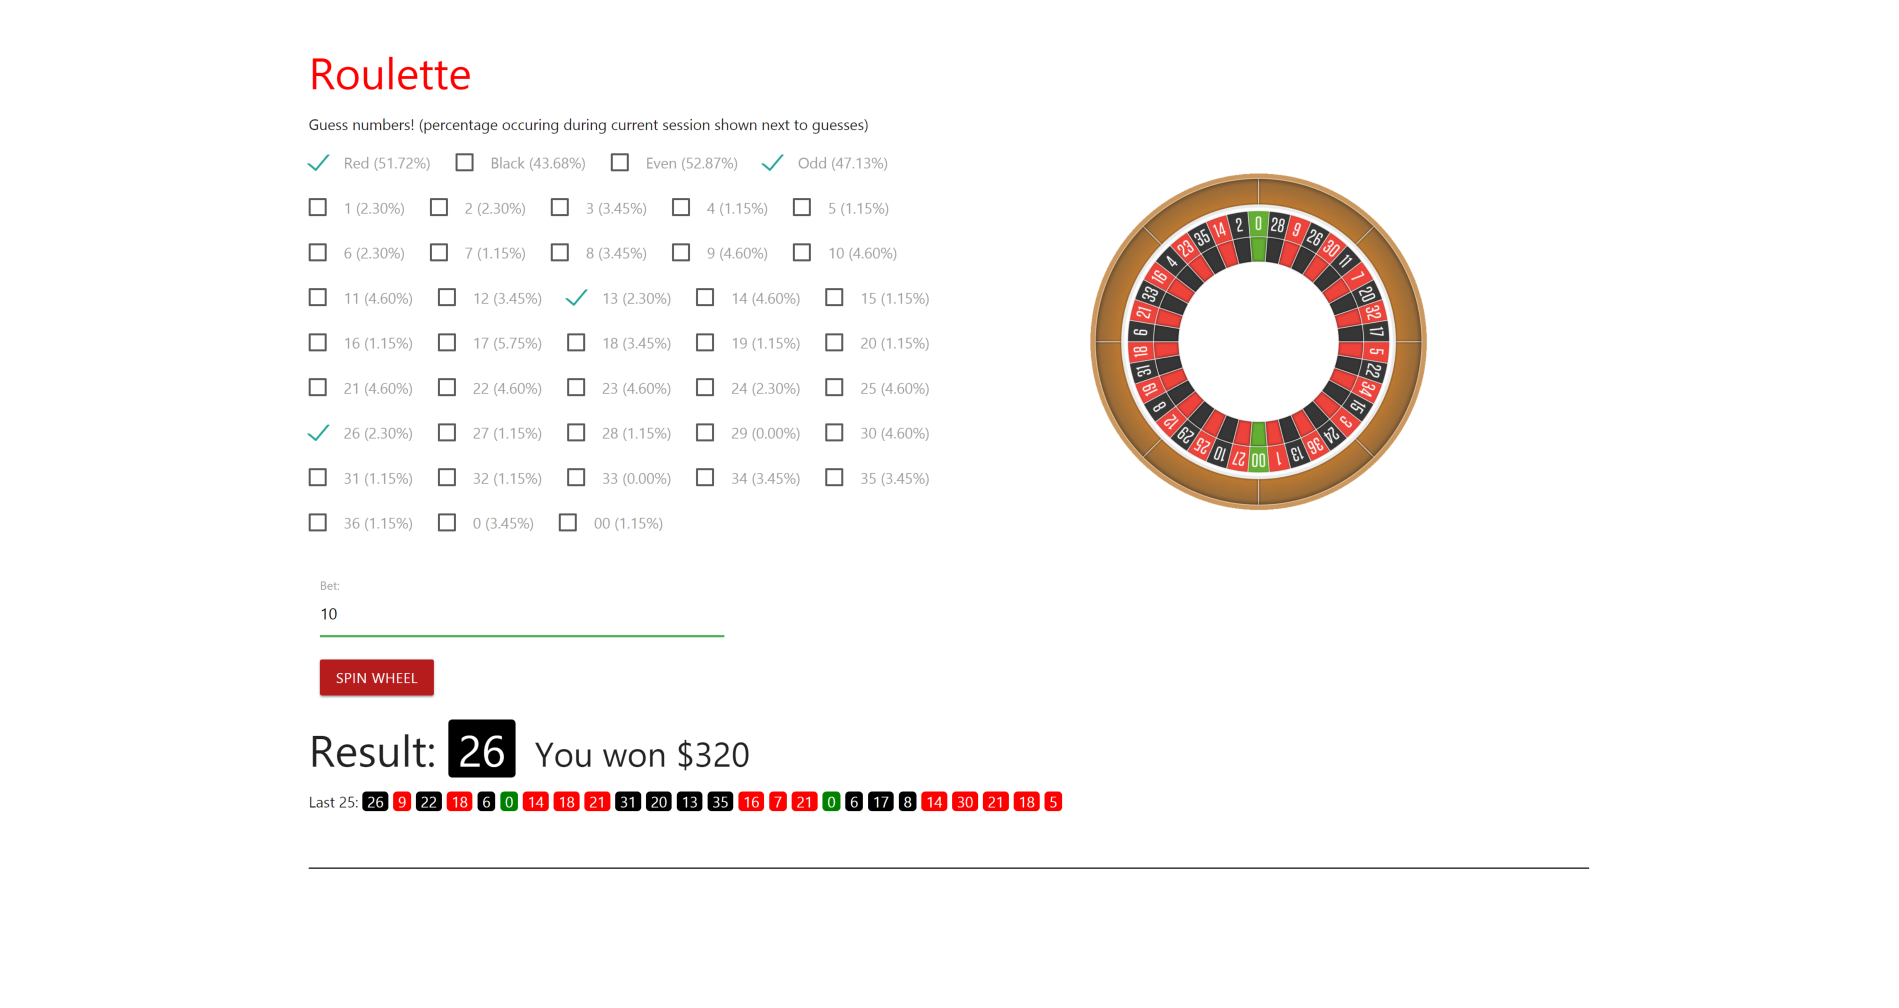 Roulette
Guess numbers! (percentage occuring during current session shown next to guesses)
Red (51.72%) Black (43.68%) Even (52.87%) Odd (47.13%)
1 (2.30%) 2 (2.30%) 3 (3.45%) 4 (1.15%) 5 (1.15%)
6 (2.30%) 7 (1.15%) 8 (3.45%) 9 (4.60%) 10 (4.60%)
11 (4.60%) 12 (3.45%) 13 (2.30%) 14 (4.60%) 15 (1.15%)
16 (1.15%) 17 (5.75%) 18 (3.45%) 19 (1.15%) 20 (1.15%)
21 (4.60%) 22 (4.60%) 23 (4.60%) 24 (2.30%) 25 (4.60%)
26 (2.30%) 27 (1.15%) 28 (1.15%) 29 (0.00%) 30 (4.60%)
31 (1.15%) 32 (1.15%) 33 (0.00%) 34 (3.45%) 35 (3.45%)
36 (1.15%) 0 (3.45%) 00 (1.15%)
0 28 9 26 30 11 7 20 32 17 5 22 34 15 3 24 36 13 1 00 27 10 25 29 12 8 19 31 18 6 21 33 16 4 23 35 14 2
Bet:
10
SPIN WHEEL
Result: 26 You won $320
Last 25: 26 9 22 18 6 0 14 18 21 31 20 13 35 16 7 21 0 6 17 8 14 30 21 18 5